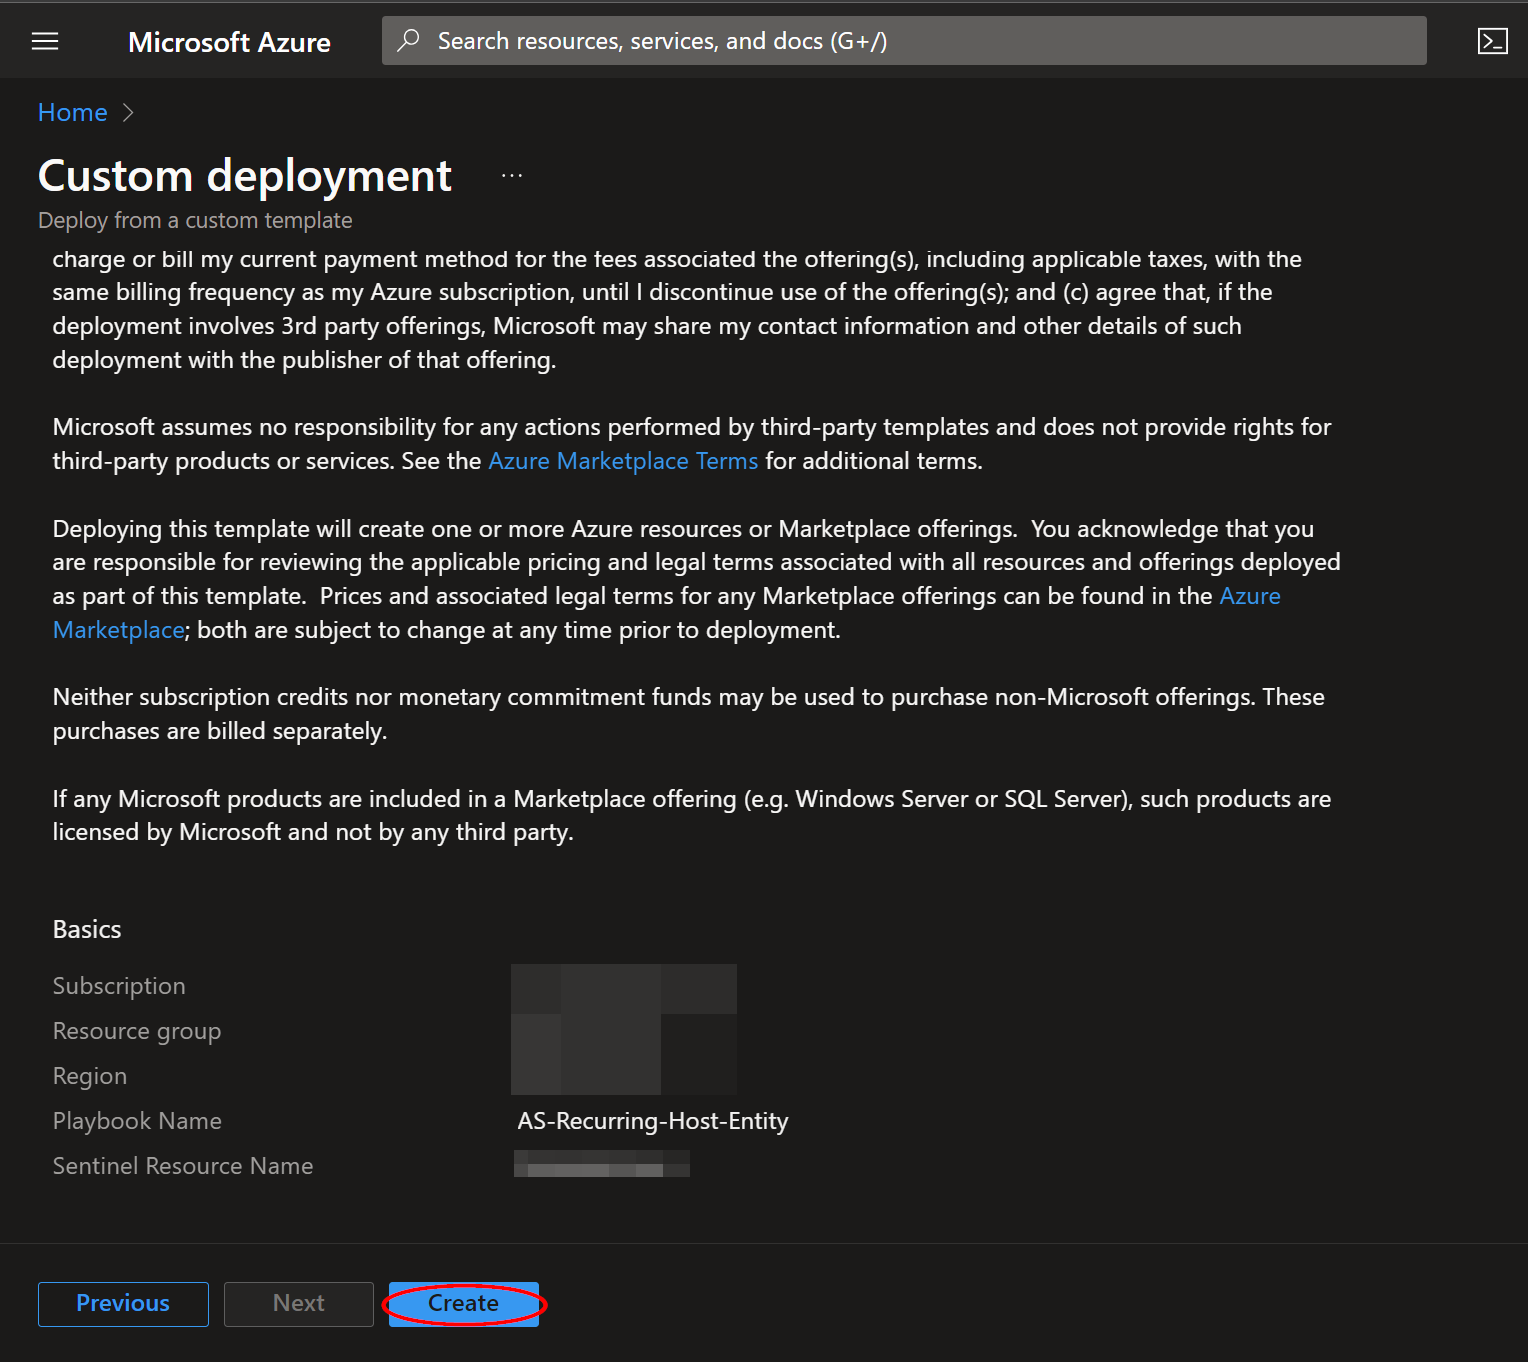 Microsoft Azure
Search resources, services, and docs (G+/)
Home
Custom deployment ...
Deploy from a custom template
charge or bill my current payment method for the fees associated the offering(s), including applicable taxes, with the
same billing frequency as my Azure subscription, until I discontinue use of the offering(s); and (c) agree that, if the
deployment involves 3rd party offerings, Microsoft may share my contact information and other details of such
deployment with the publisher of that offering.
Microsoft assumes no responsibility for any actions performed by third-party templates and does not provide rights for
third-party products or services. See the Azure Marketplace Terms for additional terms.
Deploying this template will create one or more Azure resources or Marketplace offerings.  You acknowledge that you
are responsible for reviewing the applicable pricing and legal terms associated with all resources and offerings deployed
as part of this template.  Prices and associated legal terms for any Marketplace offerings can be found in the Azure
Marketplace; both are subject to change at any time prior to deployment.
Neither subscription credits nor monetary commitment funds may be used to purchase non-Microsoft offerings. These
purchases are billed separately.
If any Microsoft products are included in a Marketplace offering (e.g. Windows Server or SQL Server), such products are
licensed by Microsoft and not by any third party.
Basics
Subscription
Resource group
Region
Playbook Name AS-Recurring-Host-Entity
Sentinel Resource Name
Previous Next Create